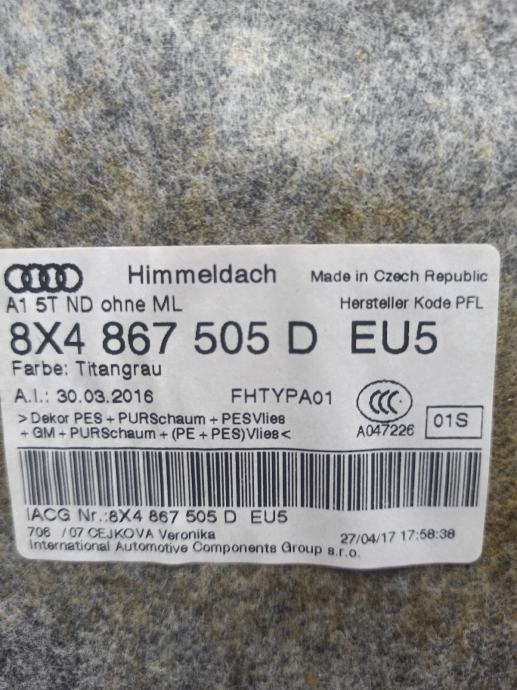 Himmeldach Made in Czech Republic
A1 5T ND ohne ML Hersteller Kode PFL
8X4 867 505 D EU5
Farbe: Titangrau
A.I.: 30.03.2016 FHTYPA01 CCC
>Dekor PES+PURSchaum+PESVlies A047226 01S
+GM+PURSchaum+(PE+PES)Vlies<
IACG Nr.:8X4 867 505 D EU5
706 /07 CEJKOVA Veronika 27/04/17 17:58:38
International Automotive Components Group s.r.o.